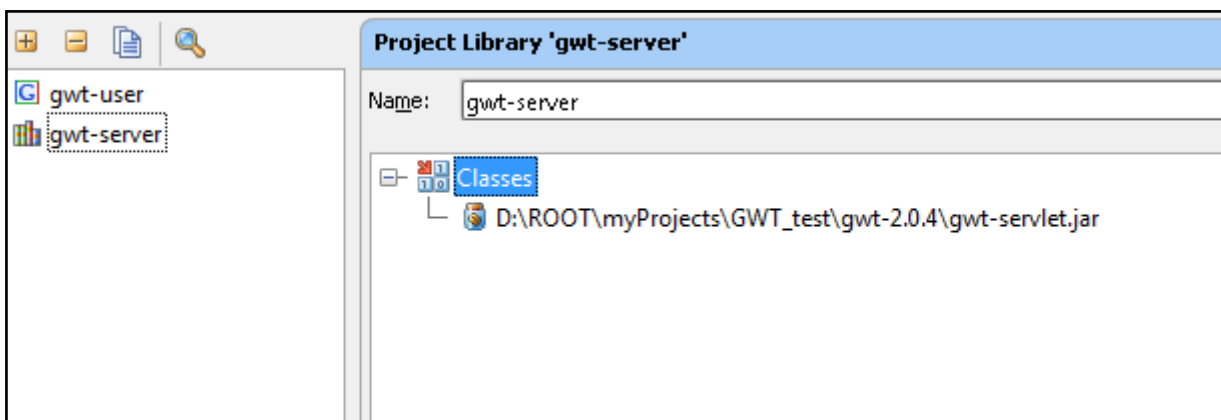 gwt-user
gwt-server
Project Library 'gwt-server'
Name: gwt-server
Classes
D:\ROOT\myProjects\GWT_test\gwt-2.0.4\gwt-servlet.jar